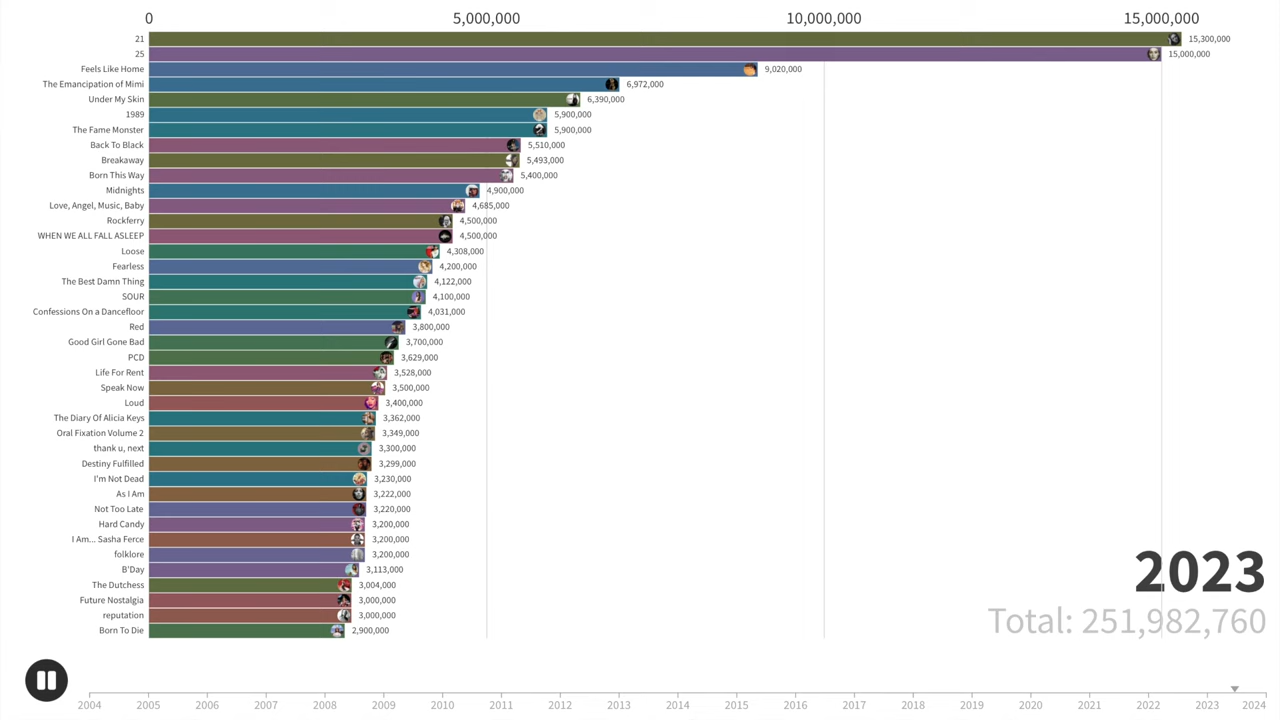 0 5,000,000 10,000,000 15,000,000
21 15,300,000
25 15,000,000
Feels Like Home 9,020,000
The Emancipation of Mimi 6,972,000
Under My Skin 6,390,000
1989 5,900,000
The Fame Monster 5,900,000
Back To Black 5,510,000
Breakaway 5,493,000
Born This Way 5,400,000
Midnights 4,900,000
Love, Angel, Music, Baby 4,685,000
Rockferry 4,500,000
WHEN WE ALL FALL ASLEEP 4,500,000
Loose 4,308,000
Fearless 4,200,000
The Best Damn Thing 4,122,000
SOUR 4,100,000
Confessions On a Dancefloor 4,031,000
Red 3,800,000
Good Girl Gone Bad 3,700,000
PCD 3,629,000
Life For Rent 3,528,000
Speak Now 3,500,000
Loud 3,400,000
The Diary Of Alicia Keys 3,362,000
Oral Fixation Volume 2 3,349,000
thank u, next 3,300,000
Destiny Fulfilled 3,299,000
I'm Not Dead 3,230,000
As I Am 3,222,000
Not Too Late 3,220,000
Hard Candy 3,200,000
I Am... Sasha Ferce 3,200,000
folklore 3,200,000
B'Day 3,113,000
The Dutchess 3,004,000
Future Nostalgia 3,000,000
reputation 3,000,000
Born To Die 2,900,000
2023
Total: 251,982,760
2004 2005 2006 2007 2008 2009 2010 2011 2012 2013 2014 2015 2016 2017 2018 2019 2020 2021 2022 2023 2024